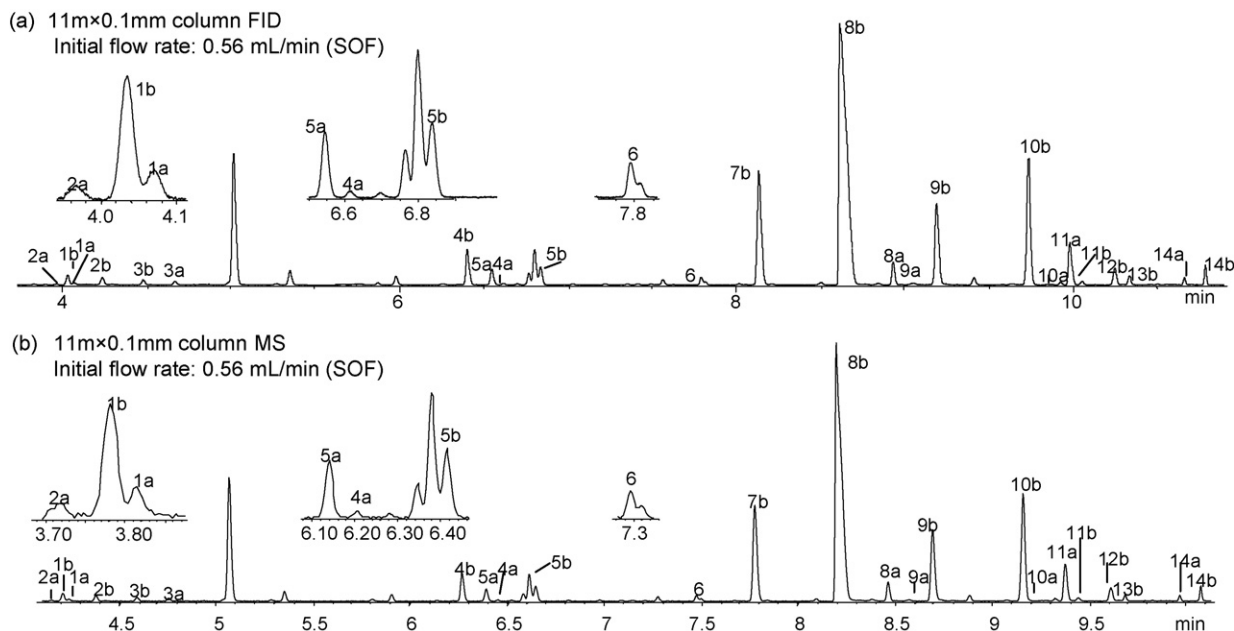 (a) 11m×0.1mm column FID
Initial flow rate: 0.56 mL/min (SOF)
8b
1b
1a
2a
4.0 4.1
5a
4a
5b
6.6 6.8
6
7.8
7b
9b
10b
2a 1b 1a 2b 3b 3a
4b 5a 4a 5b
6
8a 9a
10a 11a 11b 12b 13b 14a 14b
4 6 8 10 min
(b) 11m×0.1mm column MS
Initial flow rate: 0.56 mL/min (SOF)
8b
1b
1a
2a
3.70 3.80
5a
4a
5b
6.10 6.20 6.30 6.40
6
7.3
7b
9b
10b
2a 1b 1a 2b 3b 3a
4b 5a 4a 5b
6
8a 9a
10a 11a 11b 12b 13b 14a 14b
4.5 5 5.5 6 6.5 7 7.5 8 8.5 9 9.5 min